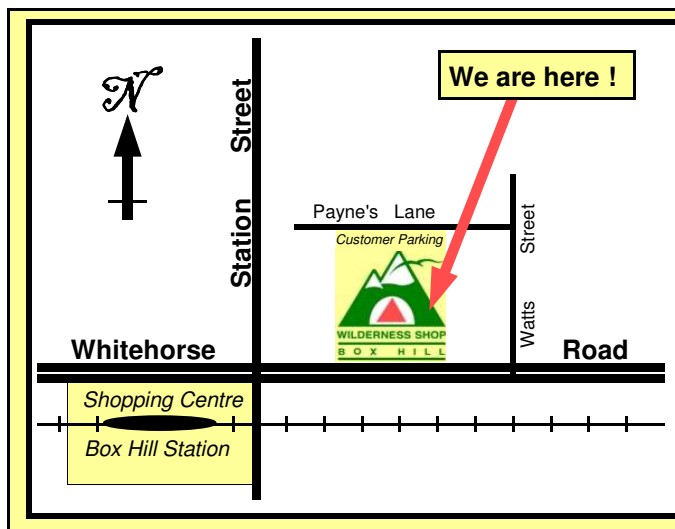 N
We are here !
Station Street
Payne's Lane
Customer Parking
Watts Street
WILDERNESS SHOP
BOX HILL
Whitehorse Road
Shopping Centre
Box Hill Station